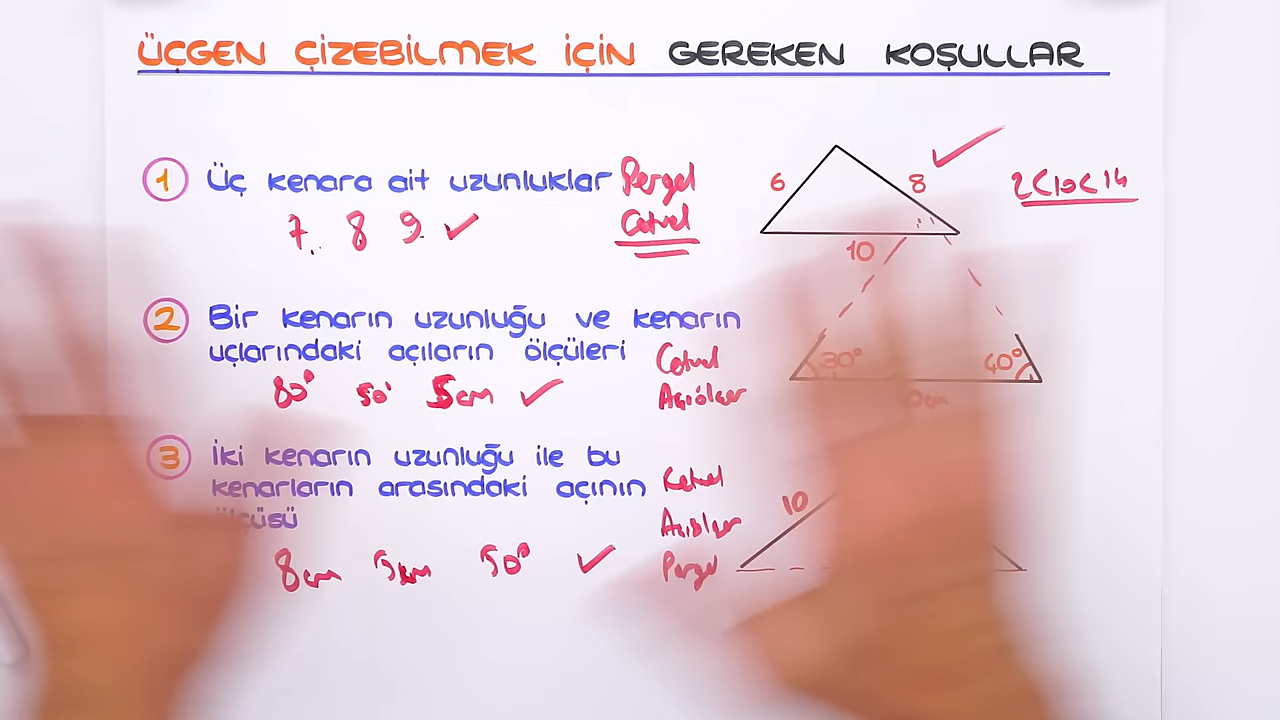 ÜÇGEN ÇİZEBİLMEK İÇİN GEREKEN KOŞULLAR
1 Üç kenara ait uzunluklar Pergel
Cetvel
7 8 9
6
8
10
2<10<14
2 Bir kenarın uzunluğu ve kenarın
uçlarındaki açıların ölçüleri
Cetvel
Açıölçer
80° 50° 5cm
30°
40°
3 İki kenarın uzunluğu ile bu
kenarların arasındaki açının
ölçüsü
Cetvel
Açıölçer
Pergel
8cm 5cm 50°
10